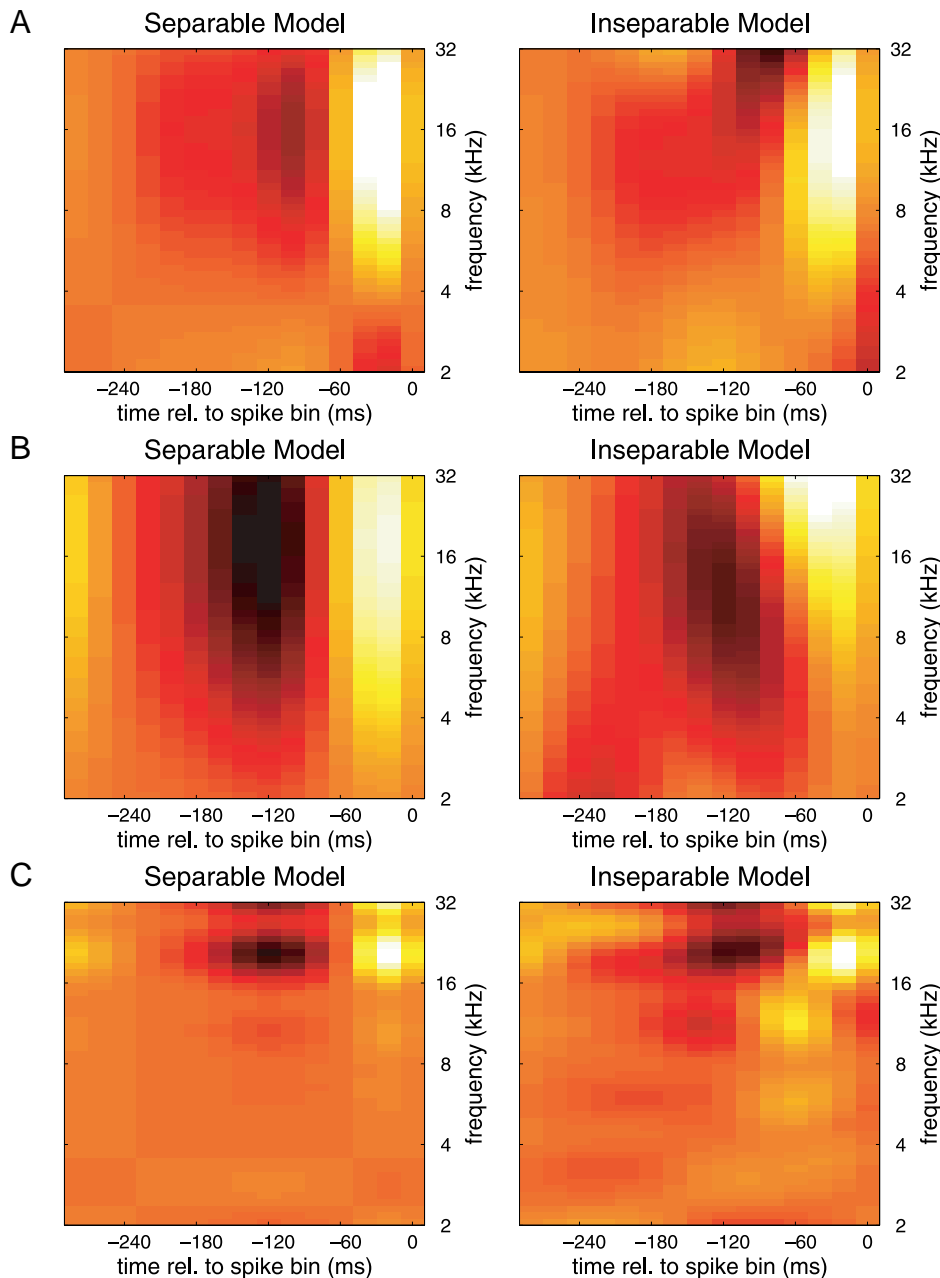 A
Separable Model
Inseparable Model
32
16
8
4
2
frequency (kHz)
−240 −180 −120 −60 0
time rel. to spike bin (ms)
32
16
8
4
2
frequency (kHz)
−240 −180 −120 −60 0
time rel. to spike bin (ms)
B
Separable Model
Inseparable Model
32
16
8
4
2
frequency (kHz)
−240 −180 −120 −60 0
time rel. to spike bin (ms)
32
16
8
4
2
frequency (kHz)
−240 −180 −120 −60 0
time rel. to spike bin (ms)
C
Separable Model
Inseparable Model
32
16
8
4
2
frequency (kHz)
−240 −180 −120 −60 0
time rel. to spike bin (ms)
32
16
8
4
2
frequency (kHz)
−240 −180 −120 −60 0
time rel. to spike bin (ms)